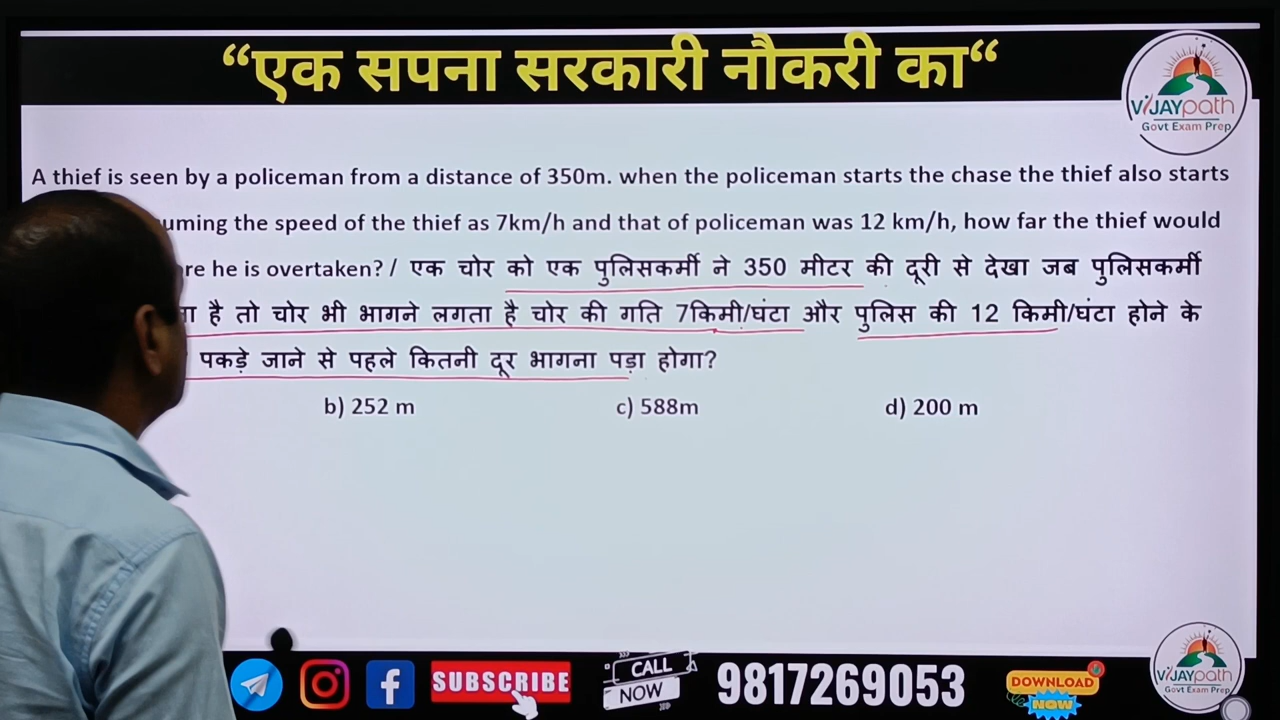 “एक सपना सरकारी नौकरी का“
VIJAYpath
Govt Exam Prep
A thief is seen by a policeman from a distance of 350m. when the policeman starts the chase the thief also starts
the speed of the thief as 7km/h and that of policeman was 12 km/h, how far the thief would
he is overtaken? / एक चोर को एक पुलिसकर्मी ने 350 मीटर की दूरी से देखा जब पुलिसकर्मी
है तो चोर भी भागने लगता है चोर की गति 7किमी/घंटा और पुलिस की 12 किमी/घंटा होने के
पकड़े जाने से पहले कितनी दूर भागना पड़ा होगा?
b) 252 m c) 588m d) 200 m
SUBSCRIBE CALL NOW 9817269053 DOWNLOAD NOW
VIJAYpath
Govt Exam Prep